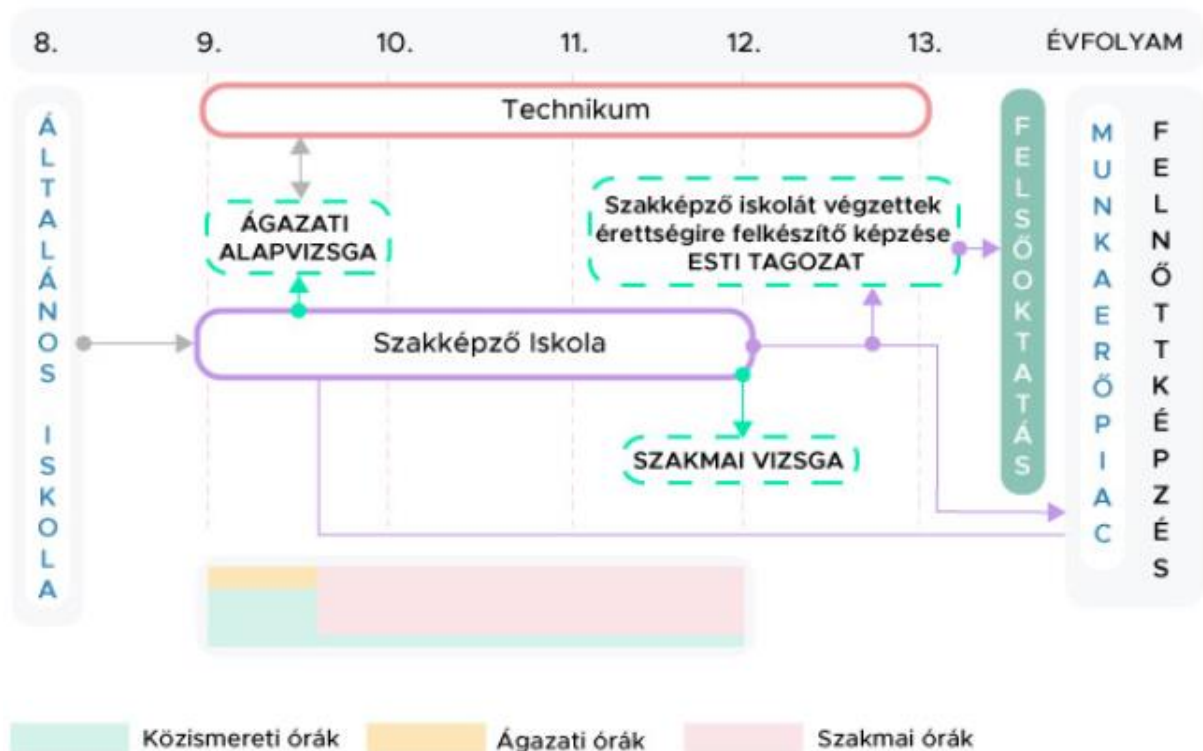 8. 9. 10. 11. 12. 13. ÉVFOLYAM
ÁLTALÁNOS ISKOLA
Technikum
ÁGAZATI
ALAPVIZSGA
Szakképző iskolát végzettek
érettségire felkészítő képzése
ESTI TAGOZAT
Szakképző Iskola
SZAKMAI VIZSGA
FELSŐOKTATÁS
MUNKAERŐPIAC
FELNŐTTKÉPZÉS
Közismereti órák
Ágazati órák
Szakmai órák